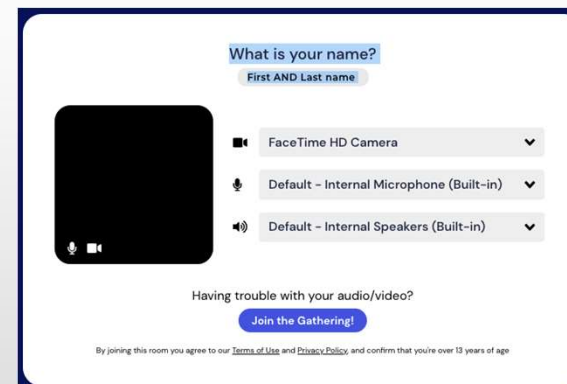 What is your name?
First AND Last name
FaceTime HD Camera
Default - Internal Microphone (Built-in)
Default - Internal Speakers (Built-in)
Having trouble with your audio/video?
Join the Gathering!
By joining this room you agree to our Terms of Use and Privacy Policy, and confirm that you're over 13 years of age